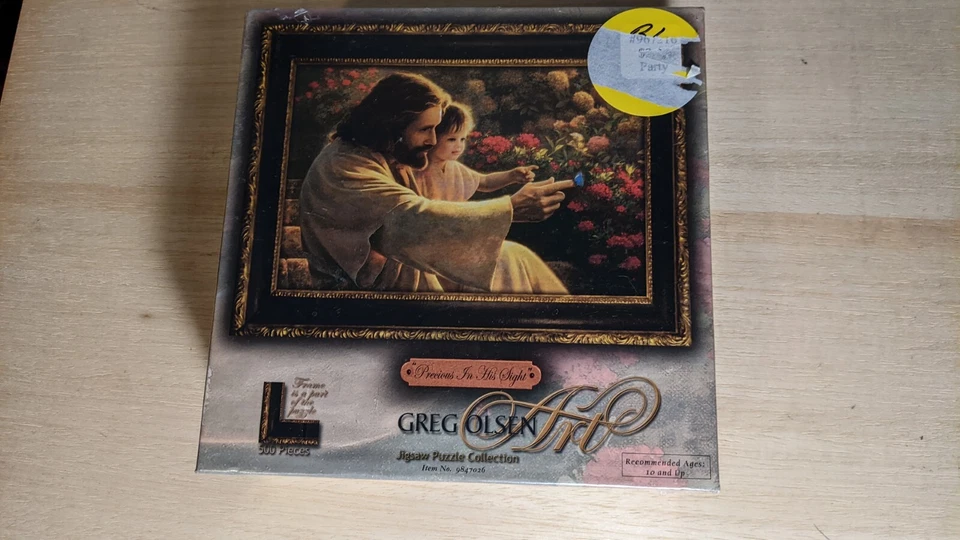 Party
"Precious In His Sight"
Frame
is a part
of the
puzzle
500 Pieces
GREG OLSEN Art
Jigsaw Puzzle Collection
Item No. 9847026
Recommended Ages:
10 and Up